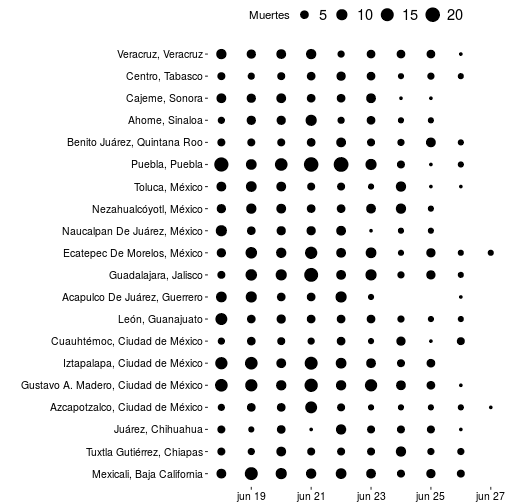 Muertes 5 10 15 20
Veracruz, Veracruz
Centro, Tabasco
Cajeme, Sonora
Ahome, Sinaloa
Benito Juárez, Quintana Roo
Puebla, Puebla
Toluca, México
Nezahualcóyotl, México
Naucalpan De Juárez, México
Ecatepec De Morelos, México
Guadalajara, Jalisco
Acapulco De Juárez, Guerrero
León, Guanajuato
Cuauhtémoc, Ciudad de México
Iztapalapa, Ciudad de México
Gustavo A. Madero, Ciudad de México
Azcapotzalco, Ciudad de México
Juárez, Chihuahua
Tuxtla Gutiérrez, Chiapas
Mexicali, Baja California
jun 19 jun 21 jun 23 jun 25 jun 27